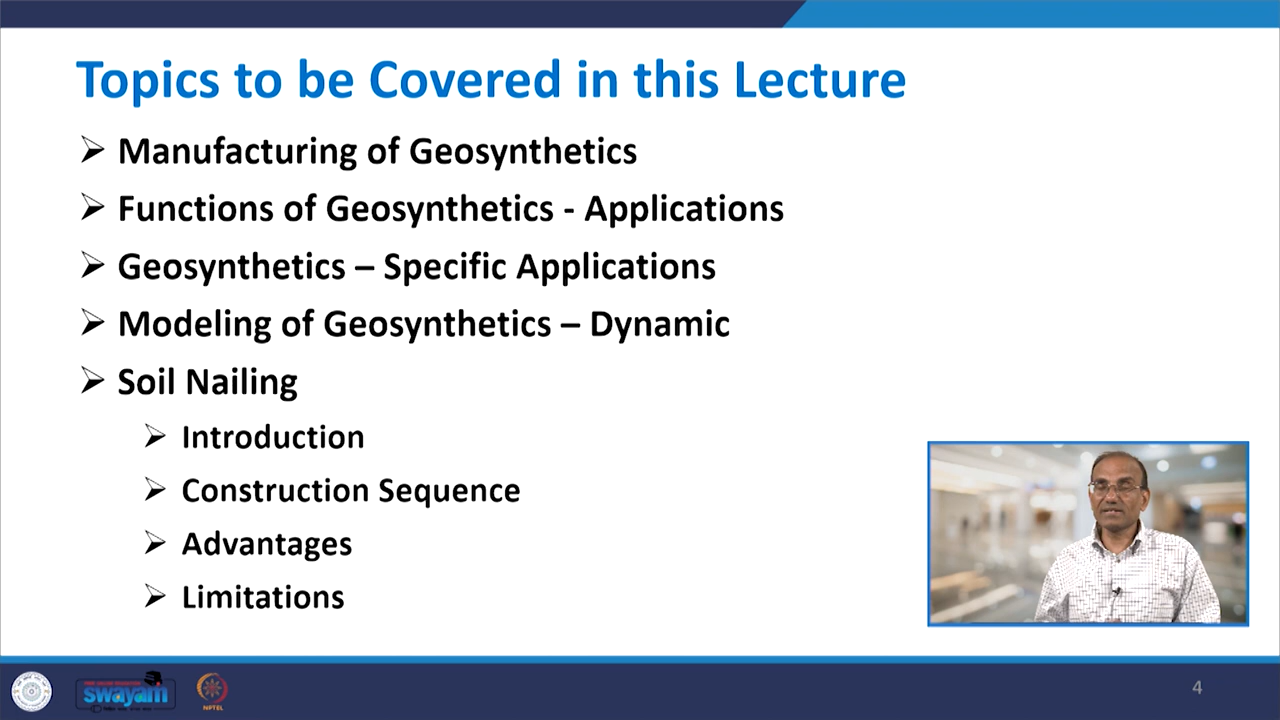 Topics to be Covered in this Lecture
Manufacturing of Geosynthetics
Functions of Geosynthetics - Applications
Geosynthetics – Specific Applications
Modeling of Geosynthetics – Dynamic
Soil Nailing
Introduction
Construction Sequence
Advantages
Limitations
swayam
NPTEL
4